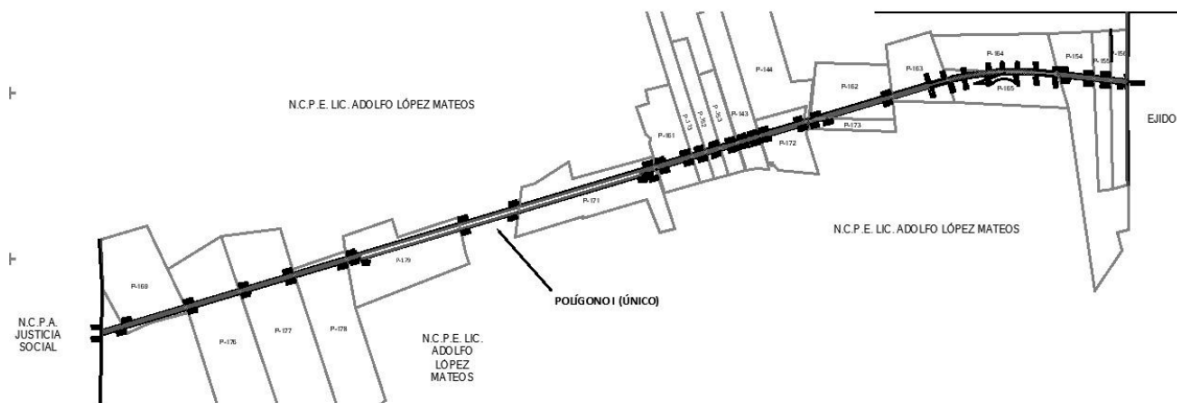 P-164
P-154
P-155
P-156
P-163
P-144
P-162
P-165
N.C.P.E. LIC. ADOLFO LÓPEZ MATEOS
EJIDO
P-143
P-161
P-173
P-172
P-171
N.C.P.E. LIC. ADOLFO LÓPEZ MATEOS
P-179
P-169
POLÍGONO I (ÚNICO)
N.C.P.A.
JUSTICIA
SOCIAL
P-177
P-178
P-176
N.C.P.E. LIC.
ADOLFO
LÓPEZ
MATEOS